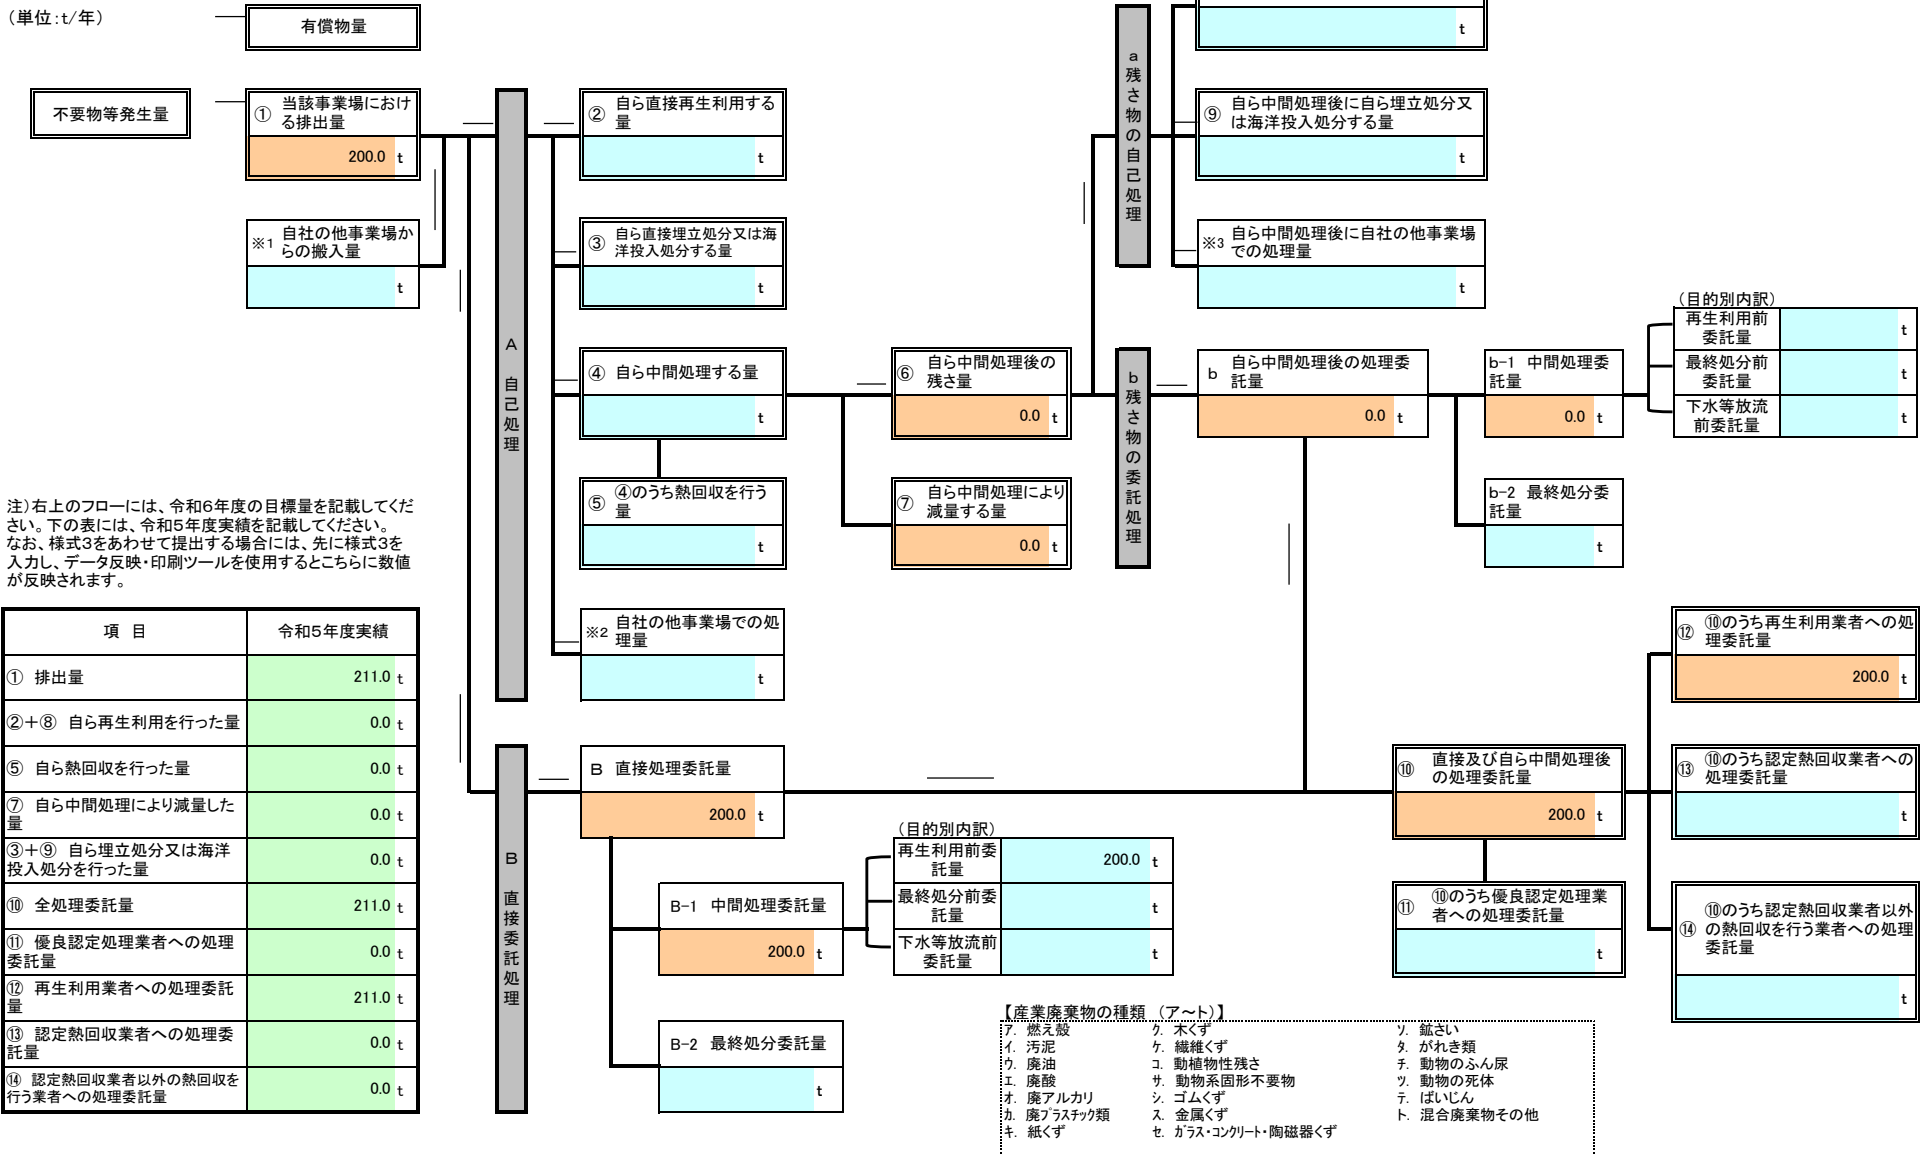 （単位：t/年）
有償物量
不要物等発生量
① 当該事業場におけ
る排出量
200.0 t
※1 自社の他事業場か
らの搬入量
t
A 自己処理
② 自ら直接再生利用する
量
t
③ 自ら直接埋立処分又は海
洋投入処分する量
t
④ 自ら中間処理する量
t
⑤ ④のうち熱回収を行う
量
t
※2 自社の他事業場での処
理量
t
⑥ 自ら中間処理後の
残さ量
0.0 t
⑦ 自ら中間処理により
減量する量
0.0 t
a 残さ物の自己処理
t
⑨ 自ら中間処理後に自ら埋立処分又
は海洋投入処分する量
t
※3 自ら中間処理後に自社の他事業場
での処理量
t
b 残さ物の委託処理
b 自ら中間処理後の処理委
託量
0.0 t
b-1 中間処理委
託量
0.0 t
（目的別内訳）
再生利用前
委託量
t
最終処分前
委託量
t
下水等放流
前委託量
t
b-2 最終処分委
託量
t
注）右上のフローには、令和６年度の目標量を記載してくだ
さい。下の表には、令和５年度実績を記載してください。
なお、様式３をあわせて提出する場合には、先に様式３を
入力し、データ反映・印刷ツールを使用するとこちらに数値
が反映されます。
項 目 令和５年度実績
① 排出量 211.0 t
②＋⑧ 自ら再生利用を行った量 0.0 t
⑤ 自ら熱回収を行った量 0.0 t
⑦ 自ら中間処理により減量した
量 0.0 t
③＋⑨ 自ら埋立処分又は海洋
投入処分を行った量 0.0 t
⑩ 全処理委託量 211.0 t
⑪ 優良認定処理業者への処理
委託量 0.0 t
⑫ 再生利用業者への処理委託
量 211.0 t
⑬ 認定熱回収業者への処理委
託量 0.0 t
⑭ 認定熱回収業者以外の熱回収を
行う業者への処理委託量 0.0 t
B 直接委託処理
B 直接処理委託量
200.0 t
B-1 中間処理委託量
200.0 t
（目的別内訳）
再生利用前委
託量
200.0 t
最終処分前委
託量
t
下水等放流前
委託量
t
B-2 最終処分委託量
t
⑩ 直接及び自ら中間処理後
の処理委託量
200.0 t
⑪ ⑩のうち優良認定処理業
者への処理委託量
t
⑫ ⑩のうち再生利用業者への処
理委託量
200.0 t
⑬ ⑩のうち認定熱回収業者への
処理委託量
t
⑭ ⑩のうち認定熱回収業者以外
の熱回収を行う業者への処理
委託量
t
【産業廃棄物の種類 （ア～ト）】
ア. 燃え殻 ク. 木くず ソ. 鉱さい
イ. 汚泥 ケ. 繊維くず タ. がれき類
ウ. 廃油 コ. 動植物性残さ チ. 動物のふん尿
エ. 廃酸 サ. 動物系固形不要物 ツ. 動物の死体
オ. 廃アルカリ シ. ゴムくず テ. ばいじん
カ. 廃プラスチック類 ス. 金属くず ト. 混合廃棄物その他
キ. 紙くず セ. ガラス・コンクリート・陶磁器くず